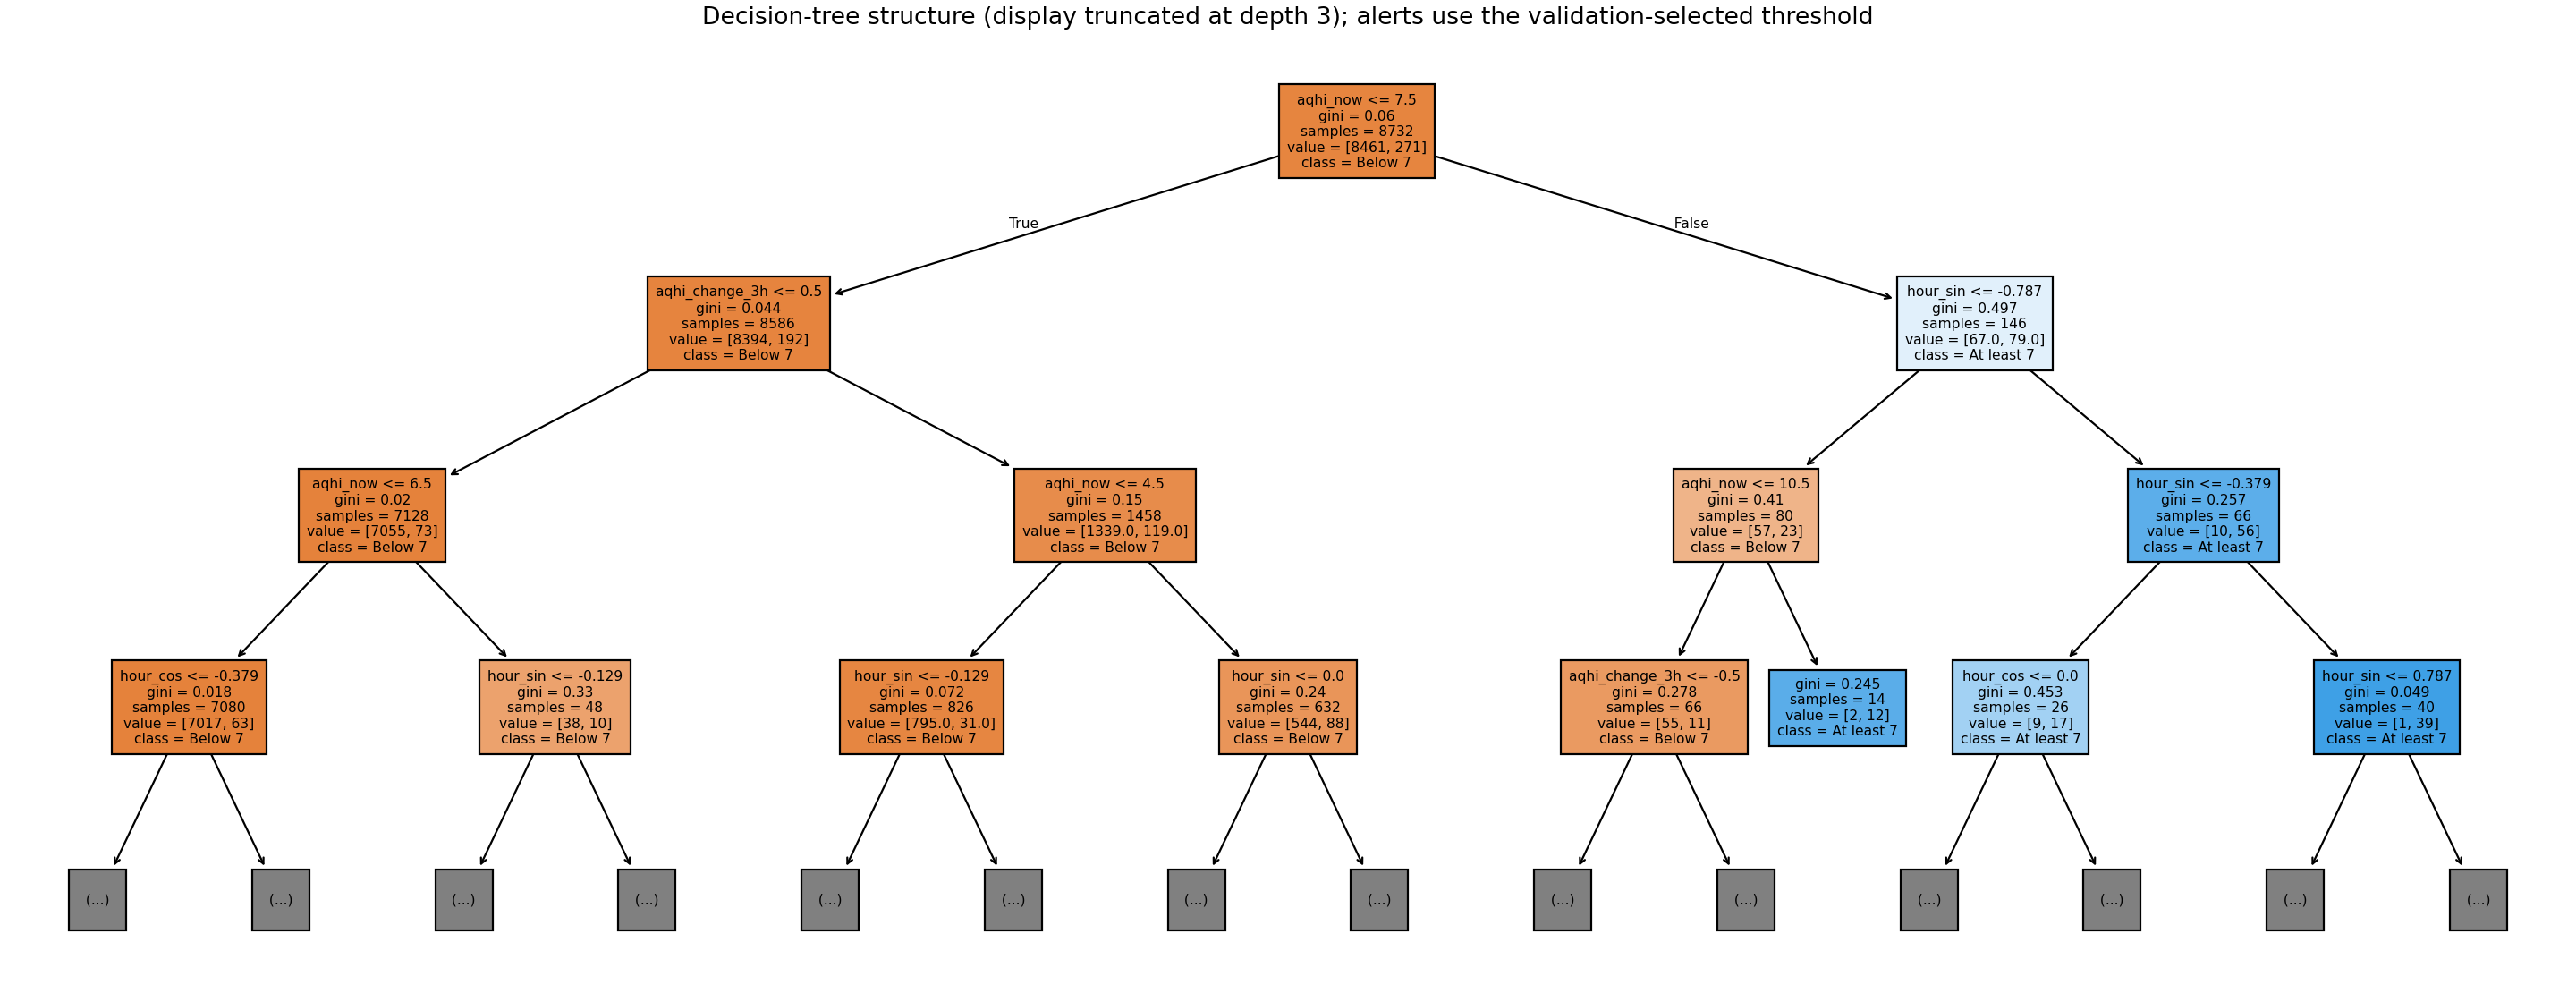 Decision-tree structure (display truncated at depth 3); alerts use the validation-selected threshold
aqhi_now <= 7.5
gini = 0.06
samples = 8732
value = [8461, 271]
class = Below 7
True
False
aqhi_change_3h <= 0.5
gini = 0.044
samples = 8586
value = [8394, 192]
class = Below 7
hour_sin <= -0.787
gini = 0.497
samples = 146
value = [67.0, 79.0]
class = At least 7
aqhi_now <= 6.5
gini = 0.02
samples = 7128
value = [7055, 73]
class = Below 7
aqhi_now <= 4.5
gini = 0.15
samples = 1458
value = [1339.0, 119.0]
class = Below 7
aqhi_now <= 10.5
gini = 0.41
samples = 80
value = [57, 23]
class = Below 7
hour_sin <= -0.379
gini = 0.257
samples = 66
value = [10, 56]
class = At least 7
hour_cos <= -0.379
gini = 0.018
samples = 7080
value = [7017, 63]
class = Below 7
hour_sin <= -0.129
gini = 0.33
samples = 48
value = [38, 10]
class = Below 7
hour_sin <= -0.129
gini = 0.072
samples = 826
value = [795.0, 31.0]
class = Below 7
hour_sin <= 0.0
gini = 0.24
samples = 632
value = [544, 88]
class = Below 7
aqhi_change_3h <= -0.5
gini = 0.278
samples = 66
value = [55, 11]
class = Below 7
gini = 0.245
samples = 14
value = [2, 12]
class = At least 7
hour_cos <= 0.0
gini = 0.453
samples = 26
value = [9, 17]
class = At least 7
hour_sin <= 0.787
gini = 0.049
samples = 40
value = [1, 39]
class = At least 7
(...)
(...)
(...)
(...)
(...)
(...)
(...)
(...)
(...)
(...)
(...)
(...)
(...)
(...)